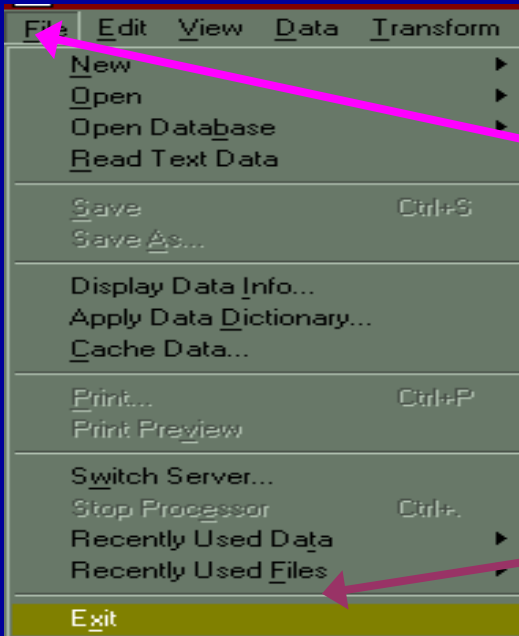 File Edit View Data Transform
New
Open
Open Database
Read Text Data
Save Ctrl+S
Save As...
Display Data Info...
Apply Data Dictionary...
Cache Data...
Print... Ctrl+P
Print Preview
Switch Server...
Stop Processor Ctrl+.
Recently Used Data
Recently Used Files
Exit